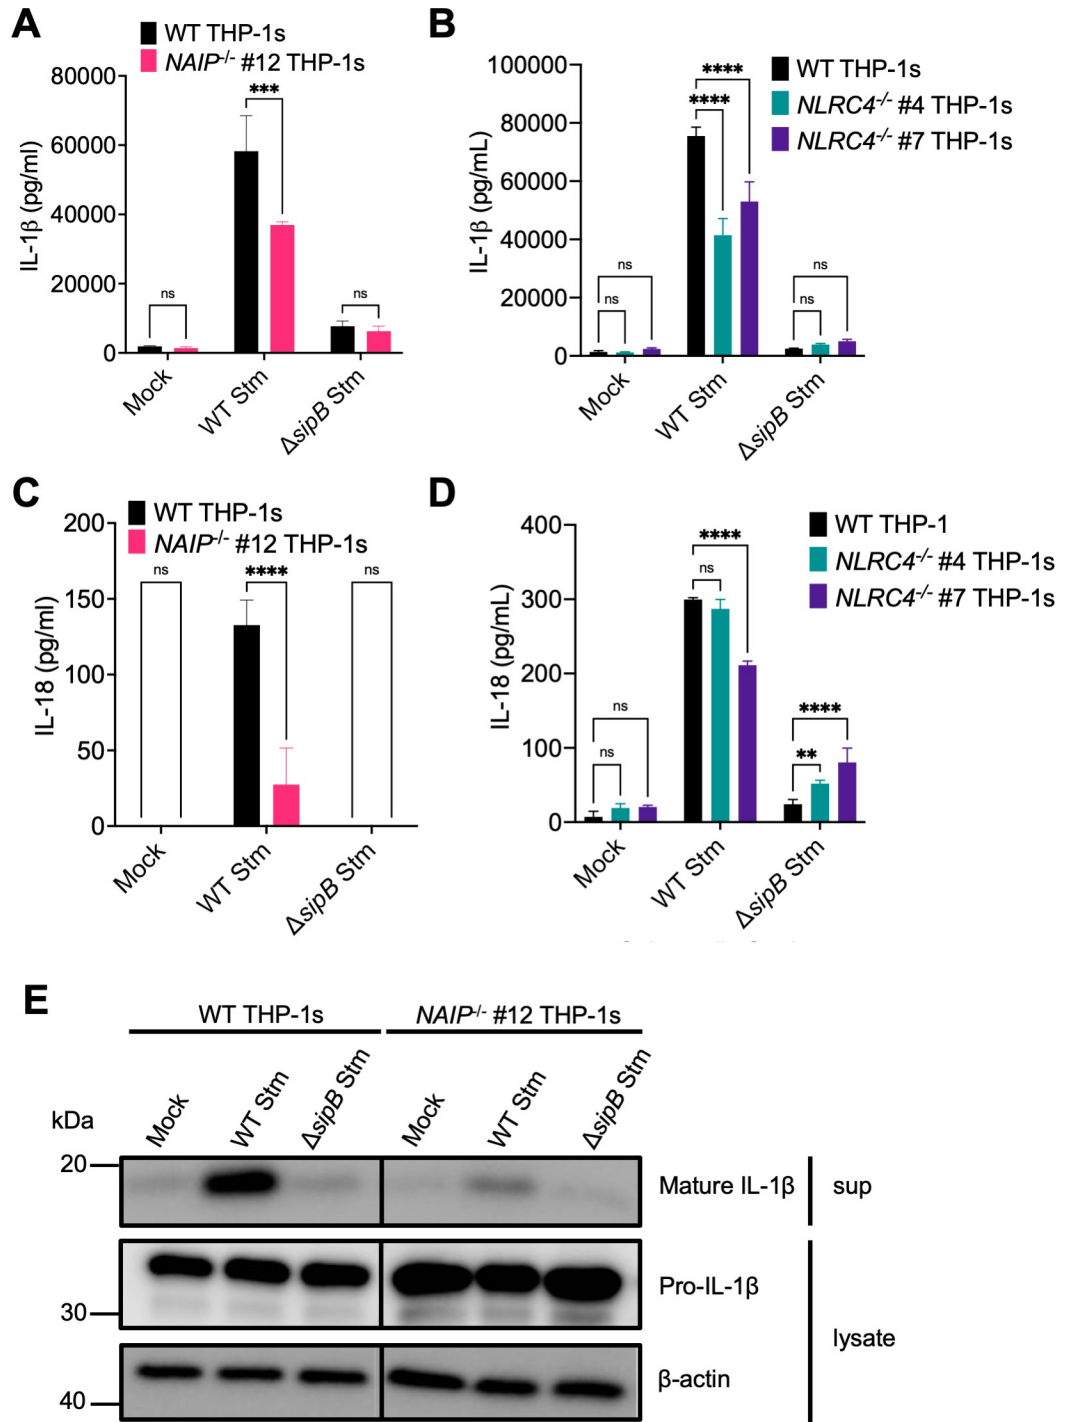 A
WT THP-1s
NAIP-/- #12 THP-1s
80000
60000
40000
20000
0
IL-1β (pg/ml)
***
ns
ns
Mock
WT Stm
ΔsipB Stm
B
WT THP-1s
NLRC4-/- #4 THP-1s
NLRC4-/- #7 THP-1s
100000
80000
60000
40000
20000
0
IL-1β (pg/mL)
****
****
ns
ns
ns
ns
Mock
WT Stm
ΔsipB Stm
C
WT THP-1s
NAIP-/- #12 THP-1s
200
150
100
50
0
IL-18 (pg/ml)
ns
****
ns
Mock
WT Stm
ΔsipB Stm
D
WT THP-1
NLRC4-/- #4 THP-1s
NLRC4-/- #7 THP-1s
400
300
200
100
0
IL-18 (pg/mL)
****
ns
ns
ns
****
**
Mock
WT Stm
ΔsipB Stm
E
WT THP-1s
NAIP-/- #12 THP-1s
Mock
WT Stm
ΔsipB Stm
Mock
WT Stm
ΔsipB Stm
kDa
20
Mature IL-1β
sup
Pro-IL-1β
30
lysate
β-actin
40